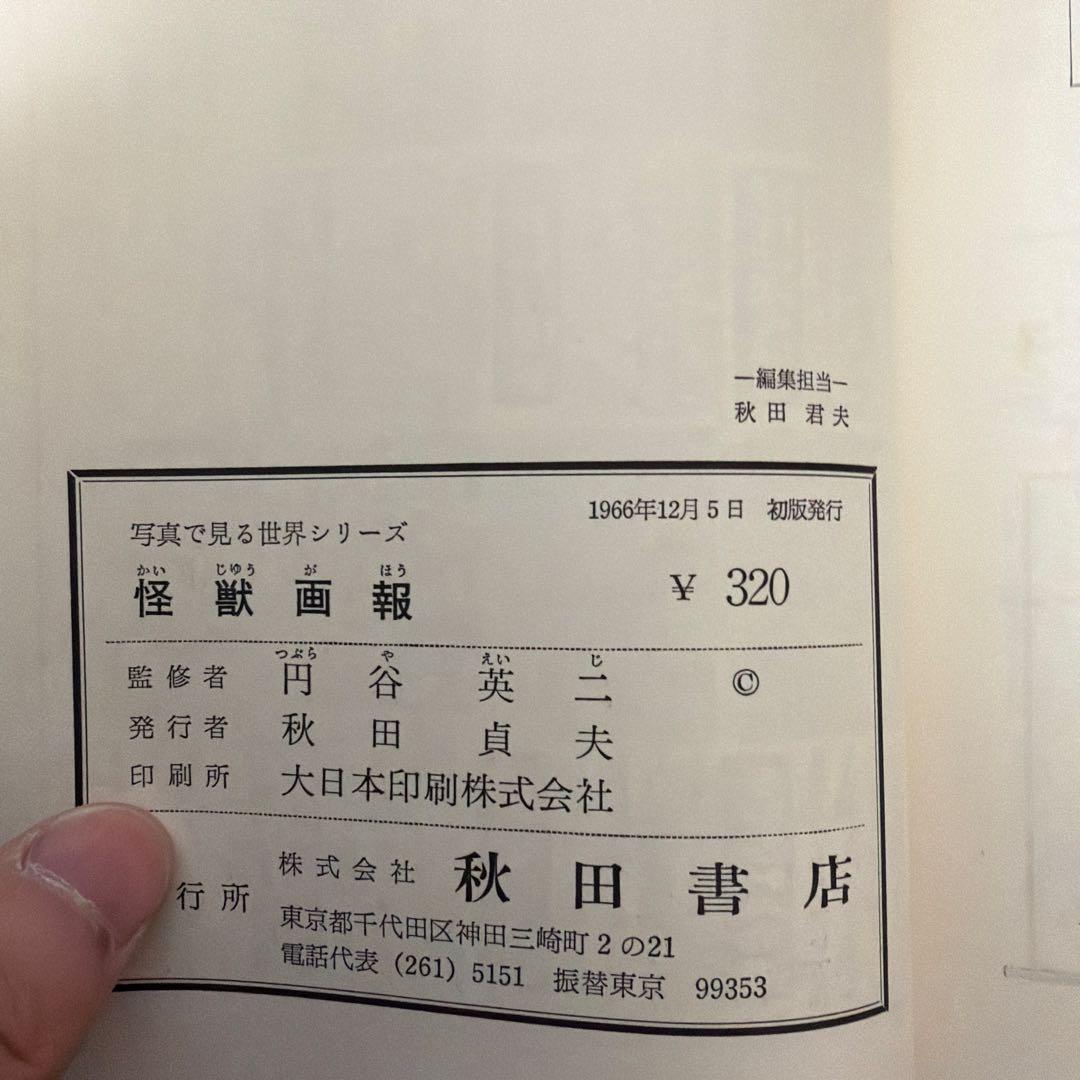 ―編集担当―
秋田 君夫
1966年12月5日 初版発行
写真で見る世界シリーズ
かい じゆう が ほう
怪獣画報
¥ 320
つぶら や えい じ
監修者 円谷英二 ©
発行者 秋田貞夫
印刷所 大日本印刷株式会社
行所 株式会社 秋田書店
東京都千代田区神田三崎町2の21
電話代表(261)5151 振替東京 99353